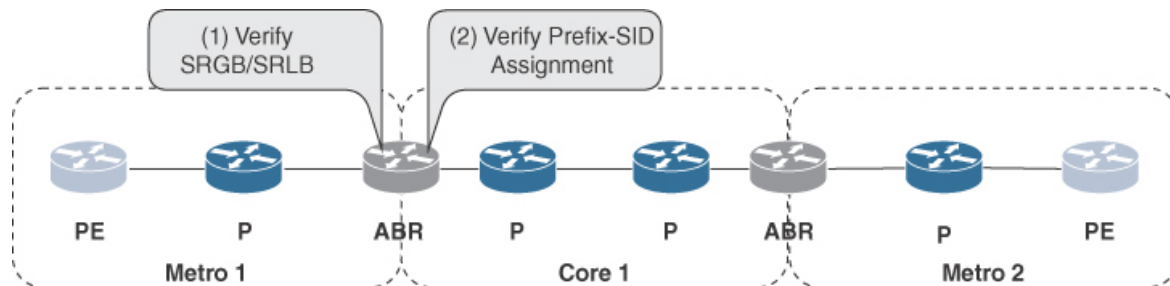 (1) Verify
SRGB/SRLB
(2) Verify Prefix-SID
Assignment
PE
P
ABR
P
P
ABR
P
PE
Metro 1
Core 1
Metro 2